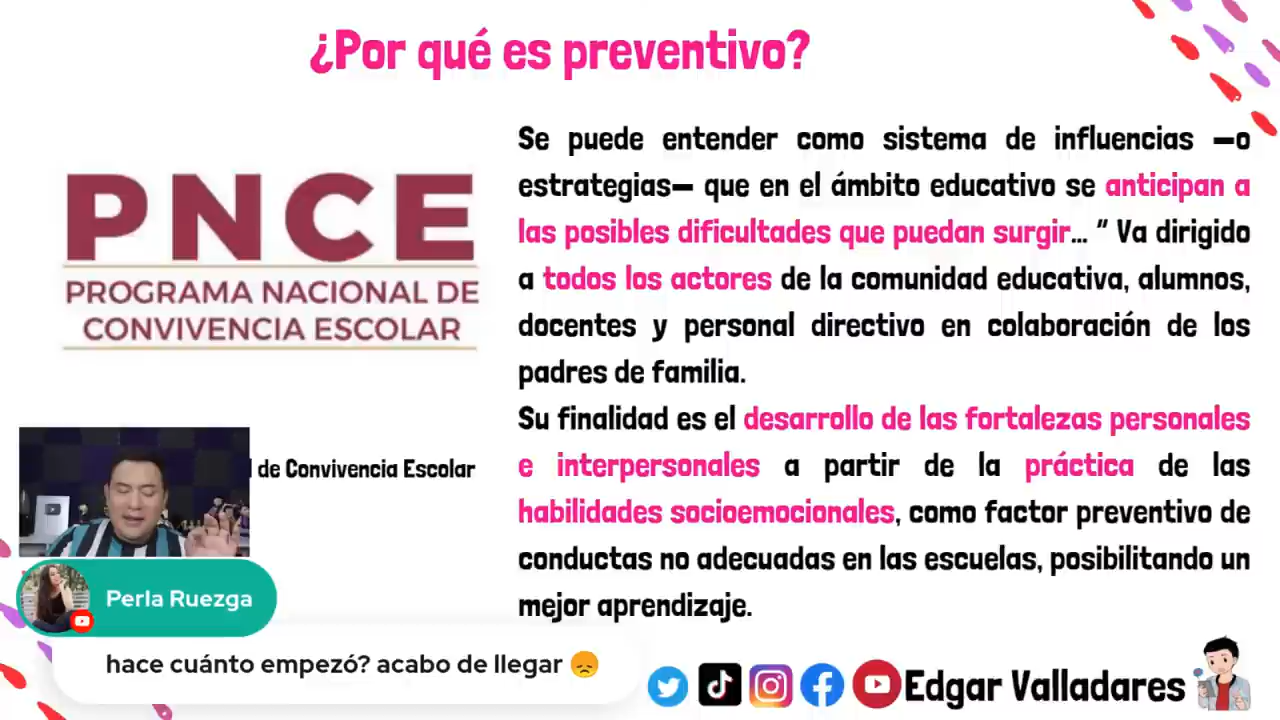 ¿Por qué es preventivo?
PNCE
PROGRAMA NACIONAL DE
CONVIVENCIA ESCOLAR
Se puede entender como sistema de influencias —o
estrategias— que en el ámbito educativo se anticipan a
las posibles dificultades que puedan surgir... ” Va dirigido
a todos los actores de la comunidad educativa, alumnos,
docentes y personal directivo en colaboración de los
padres de familia.
Su finalidad es el desarrollo de las fortalezas personales
e interpersonales a partir de la práctica de las
habilidades socioemocionales, como factor preventivo de
conductas no adecuadas en las escuelas, posibilitando un
mejor aprendizaje.
de Convivencia Escolar
Perla Ruezga
hace cuánto empezó? acabo de llegar 😞
Edgar Valladares